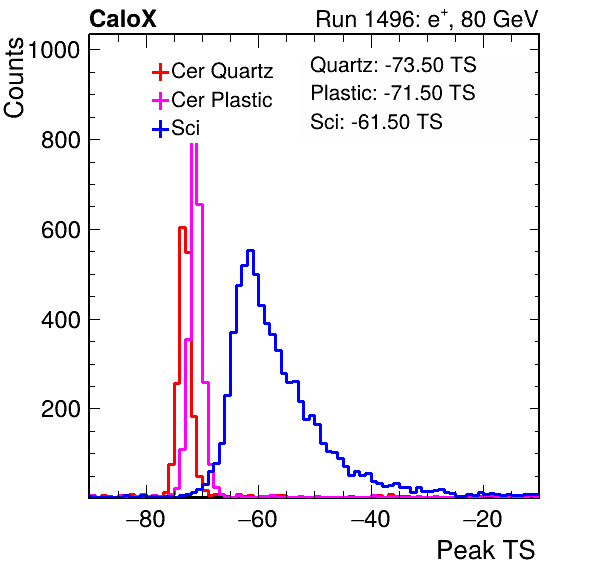 CaloX Run 1496: e⁺, 80 GeV
Counts
1000
800
600
400
200
Cer Quartz
Cer Plastic
Sci
Quartz: -73.50 TS
Plastic: -71.50 TS
Sci: -61.50 TS
−80 −60 −40 −20
Peak TS